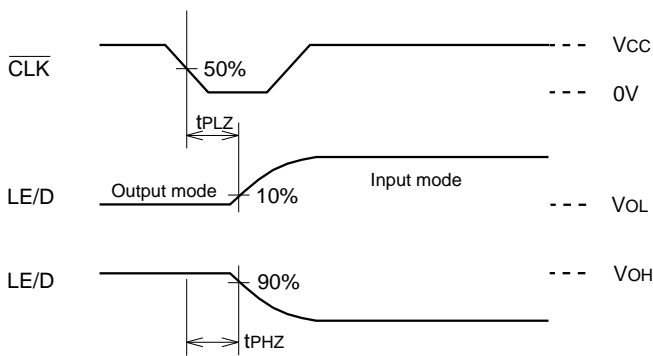 VCC
CLK
50%
0V
tPLZ
Output mode
Input mode
LE/D
10%
VOL
LE/D
90%
VOH
tPHZ